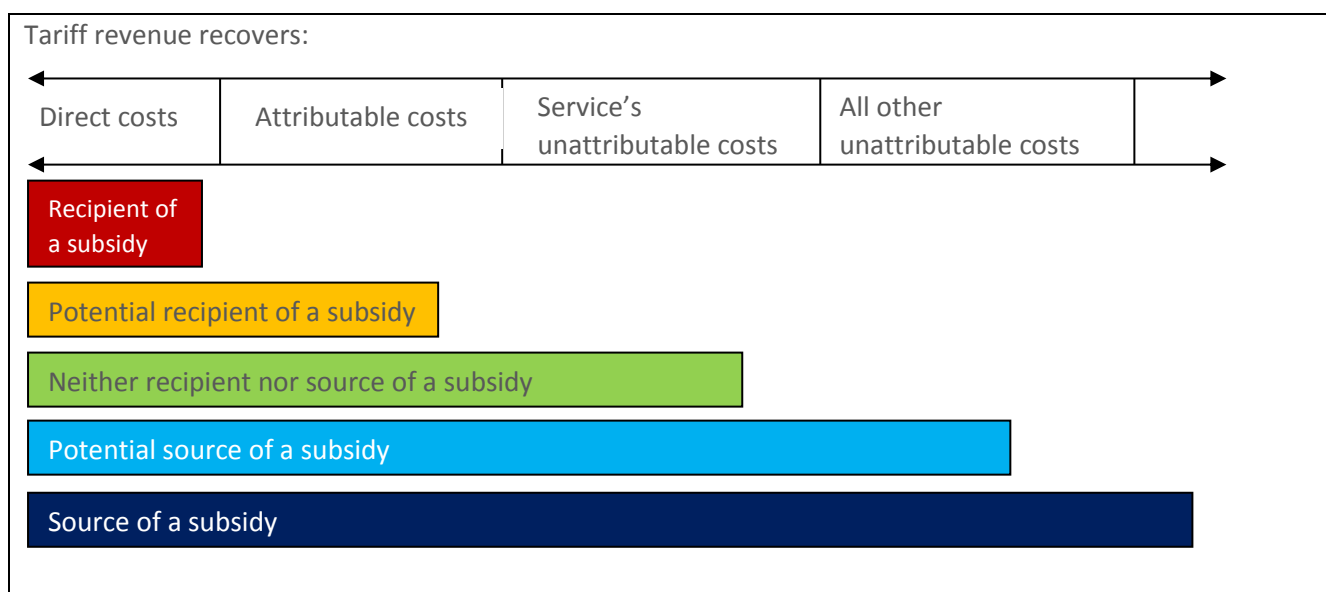 Tariff revenue recovers:
Direct costs
Attributable costs
Service’s
unattributable costs
All other
unattributable costs
Recipient of
a subsidy
Potential recipient of a subsidy
Neither recipient nor source of a subsidy
Potential source of a subsidy
Source of a subsidy